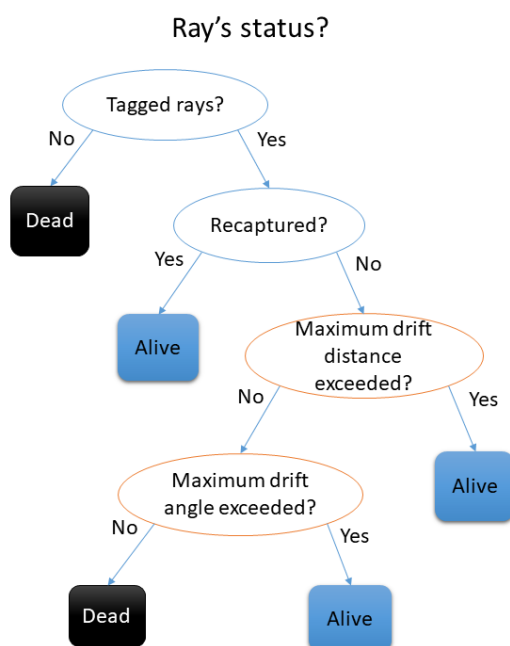 Ray's status?
Tagged rays?
No
Yes
Dead
Recaptured?
Yes
No
Alive
Maximum drift
distance
exceeded?
No
Yes
Alive
Maximum drift
angle exceeded?
No
Yes
Dead
Alive